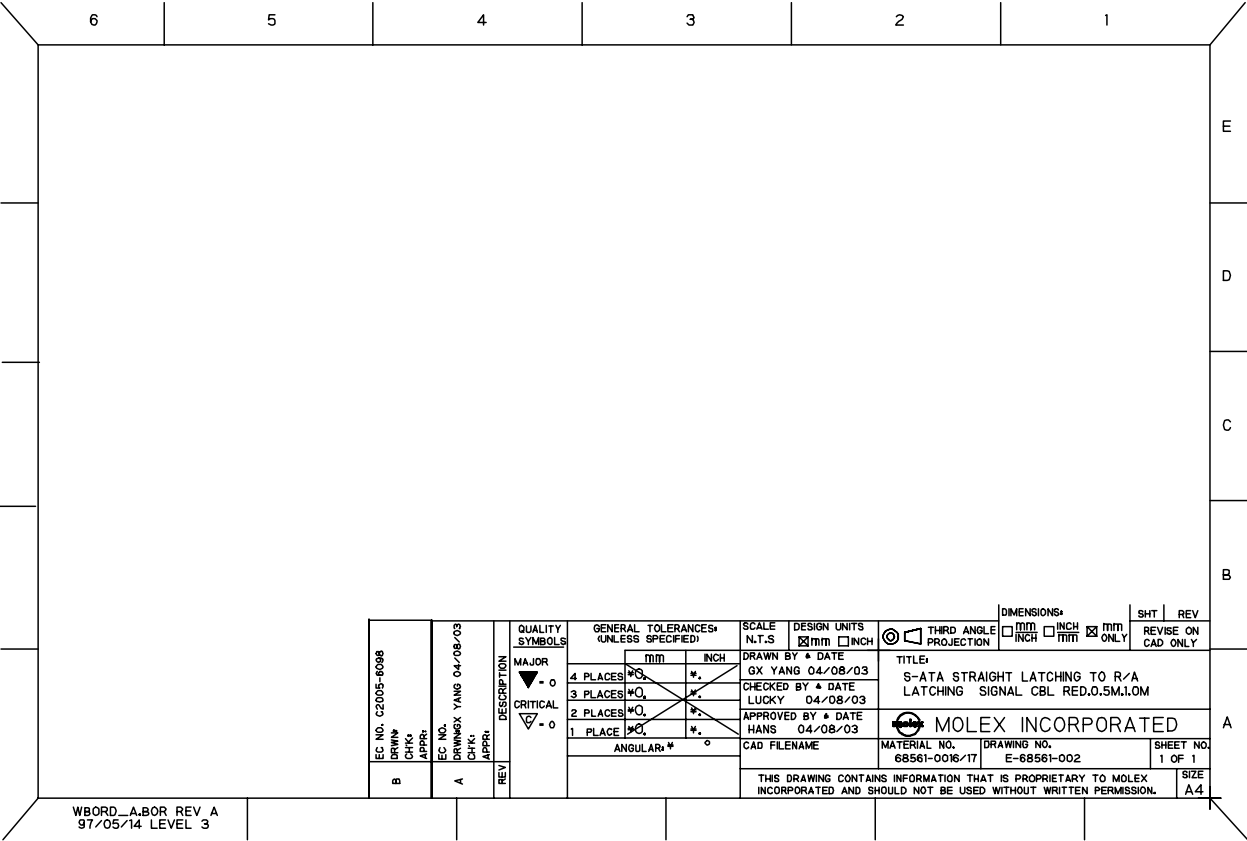 6 5 4 3 2 1
E
D
C
B
A
DIMENSIONS:
SHT REV
mm
INCH
INCH
mm
mm
ONLY
REVISE ON
CAD ONLY
EC NO. C2005-6098
DRWN:
CH'K:
APPR:
B
EC NO.
DRWN:GX YANG 04/08/03
CH'K:
APPR:
A
DESCRIPTION
REV
QUALITY
SYMBOLS
MAJOR
= 0
CRITICAL
C = 0
GENERAL TOLERANCES:
(UNLESS SPECIFIED)
mm INCH
4 PLACES ±0. ±.
3 PLACES ±0. ±.
2 PLACES ±0. ±.
1 PLACE ±0. ±.
ANGULAR: ± °
SCALE
N.T.S
DESIGN UNITS
mm INCH
THIRD ANGLE
PROJECTION
DRAWN BY & DATE
GX YANG 04/08/03
CHECKED BY & DATE
LUCKY 04/08/03
APPROVED BY & DATE
HANS 04/08/03
CAD FILENAME
TITLE:
S-ATA STRAIGHT LATCHING TO R/A
LATCHING SIGNAL CBL RED.0.5M.1.0M
molex MOLEX INCORPORATED
MATERIAL NO.
68561-0016/17
DRAWING NO.
E-68561-002
SHEET NO.
1 OF 1
THIS DRAWING CONTAINS INFORMATION THAT IS PROPRIETARY TO MOLEX
INCORPORATED AND SHOULD NOT BE USED WITHOUT WRITTEN PERMISSION.
SIZE
A4
WBORD_A.BOR REV A
97/05/14 LEVEL 3